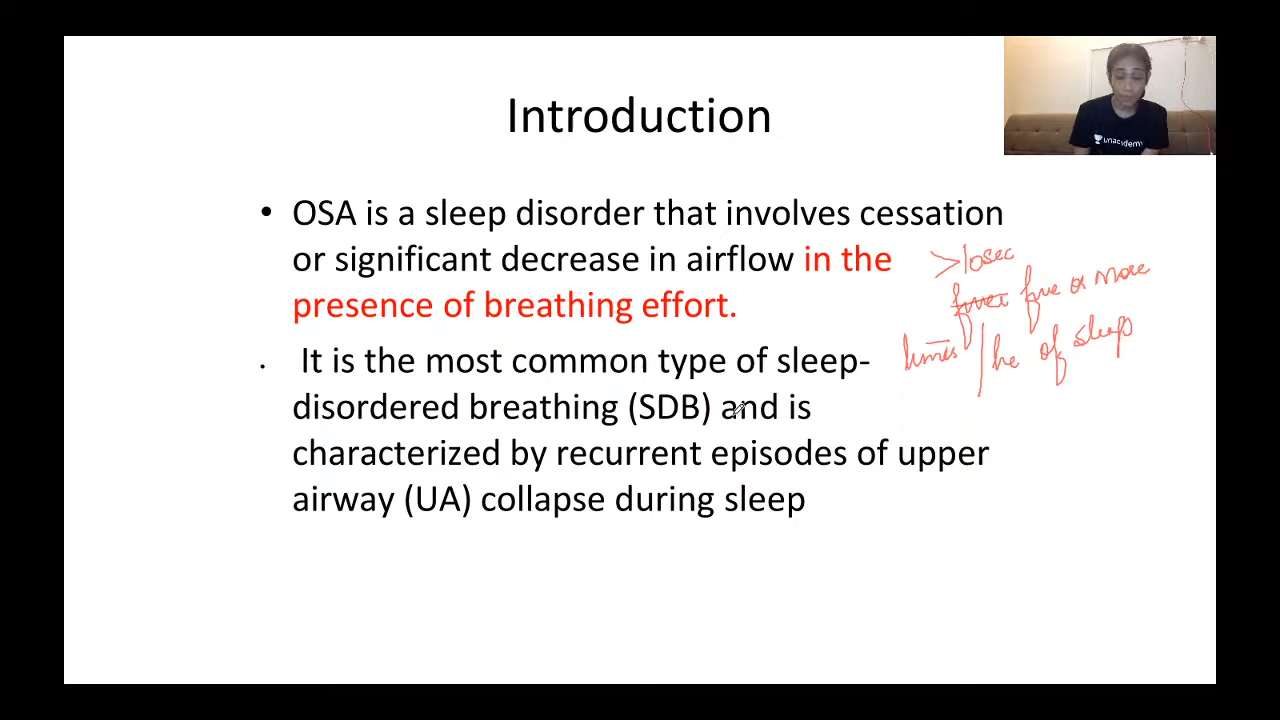 Introduction
• OSA is a sleep disorder that involves cessation
or significant decrease in airflow in the
presence of breathing effort.
• It is the most common type of sleep-
disordered breathing (SDB) and is
characterized by recurrent episodes of upper
airway (UA) collapse during sleep
>10sec
five or more
times / hr of sleep
unacademy